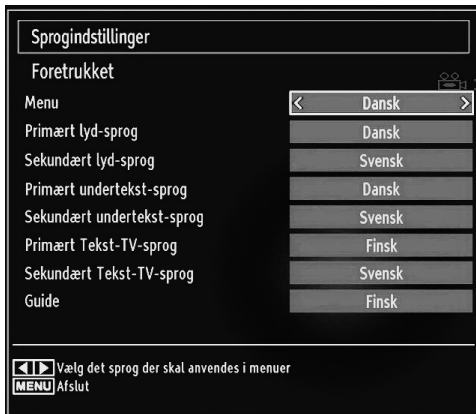 Sprogindstillinger
Foretrukket
Menu < Dansk >
Primært lyd-sprog Dansk
Sekundært lyd-sprog Svensk
Primært undertekst-sprog Dansk
Sekundært undertekst-sprog Svensk
Primært Tekst-TV-sprog Finsk
Sekundært Tekst-TV-sprog Svensk
Guide Finsk
Vælg det sprog der skal anvendes i menuer
MENU Afslut